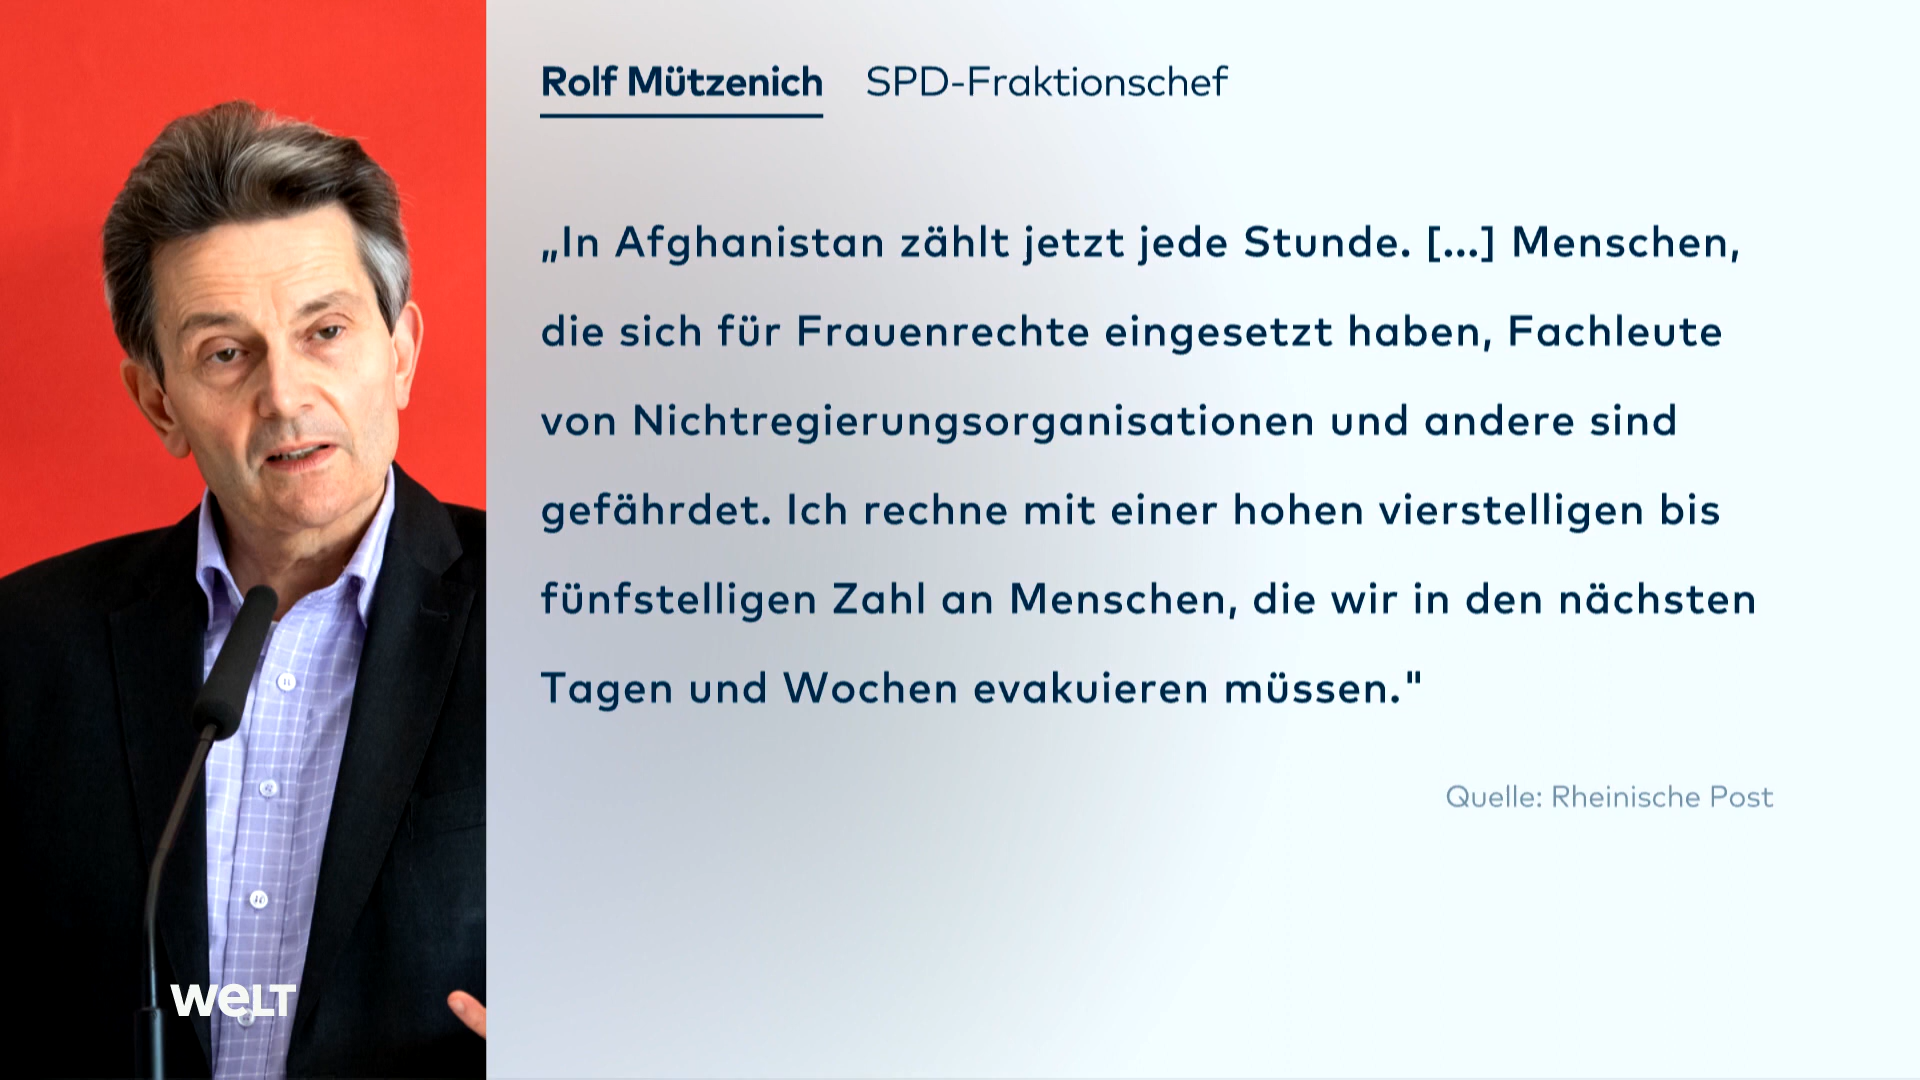 Rolf Mützenich SPD-Fraktionschef
„In Afghanistan zählt jetzt jede Stunde. [...] Menschen,
die sich für Frauenrechte eingesetzt haben, Fachleute
von Nichtregierungsorganisationen und andere sind
gefährdet. Ich rechne mit einer hohen vierstelligen bis
fünfstelligen Zahl an Menschen, die wir in den nächsten
Tagen und Wochen evakuieren müssen."
Quelle: Rheinische Post
WELT